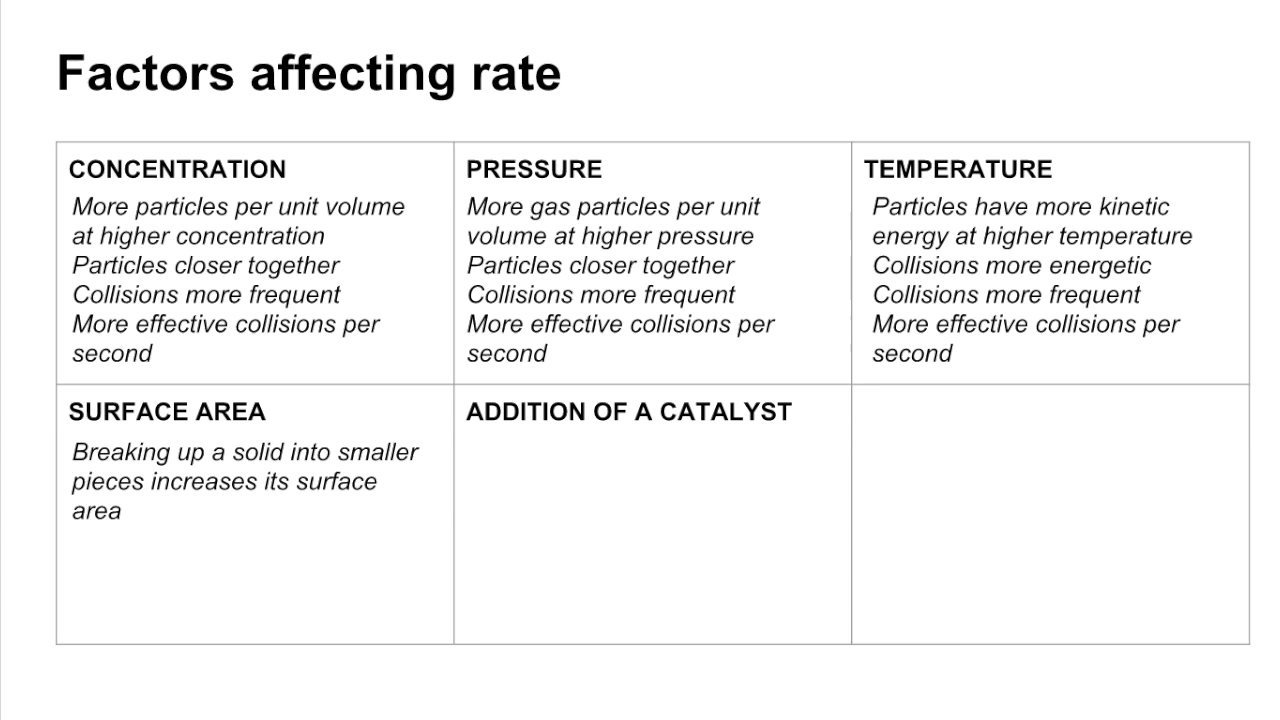 Factors affecting rate
CONCENTRATION
More particles per unit volume
at higher concentration
Particles closer together
Collisions more frequent
More effective collisions per
second
PRESSURE
More gas particles per unit
volume at higher pressure
Particles closer together
Collisions more frequent
More effective collisions per
second
TEMPERATURE
Particles have more kinetic
energy at higher temperature
Collisions more energetic
Collisions more frequent
More effective collisions per
second
SURFACE AREA
Breaking up a solid into smaller
pieces increases its surface
area
ADDITION OF A CATALYST